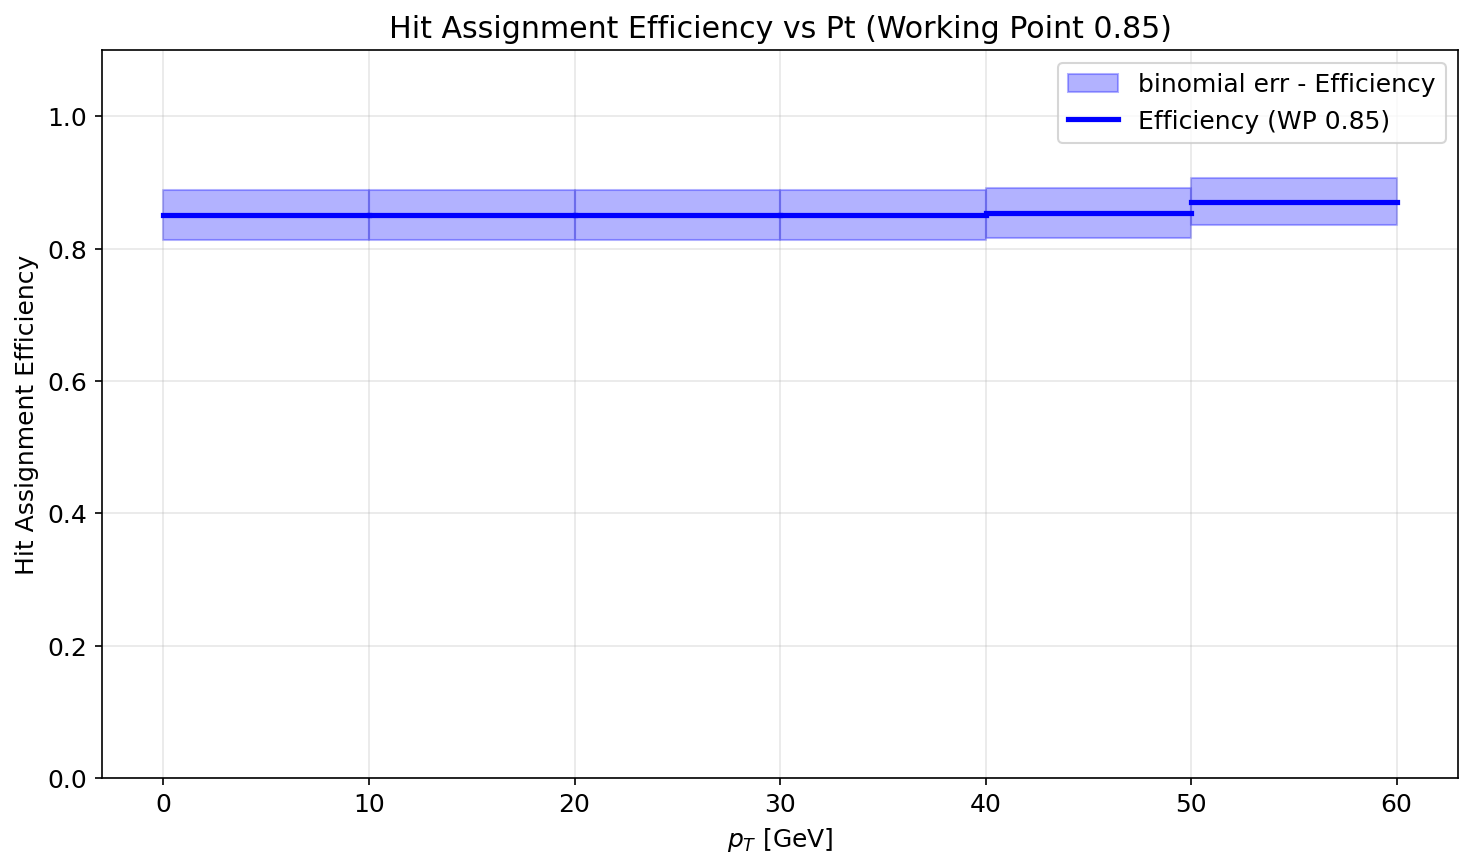 Hit Assignment Efficiency vs Pt (Working Point 0.85)
binomial err - Efficiency
Efficiency (WP 0.85)
Hit Assignment Efficiency
1.0
0.8
0.6
0.4
0.2
0.0
0 10 20 30 40 50 60
p_T [GeV]